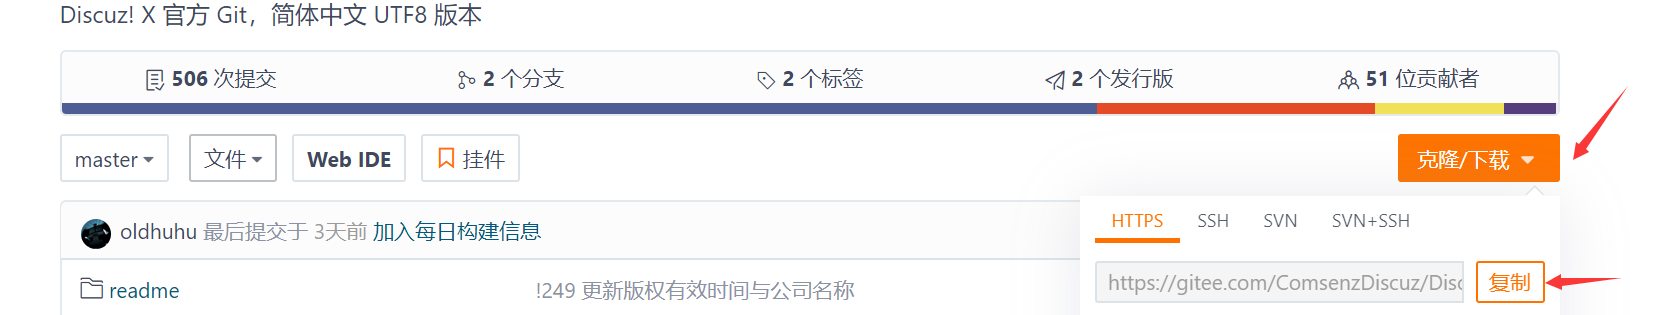 Discuz! X 官方 Git，简体中文 UTF8 版本
506 次提交 2 个分支 2 个标签 2 个发行版 51 位贡献者
master 文件 Web IDE 挂件 克隆/下载
HTTPS SSH SVN SVN+SSH
oldhuhu 最后提交于 3天前 加入每日构建信息
https://gitee.com/ComsenzDiscuz/Disc 复制
readme !249 更新版权有效时间与公司名称